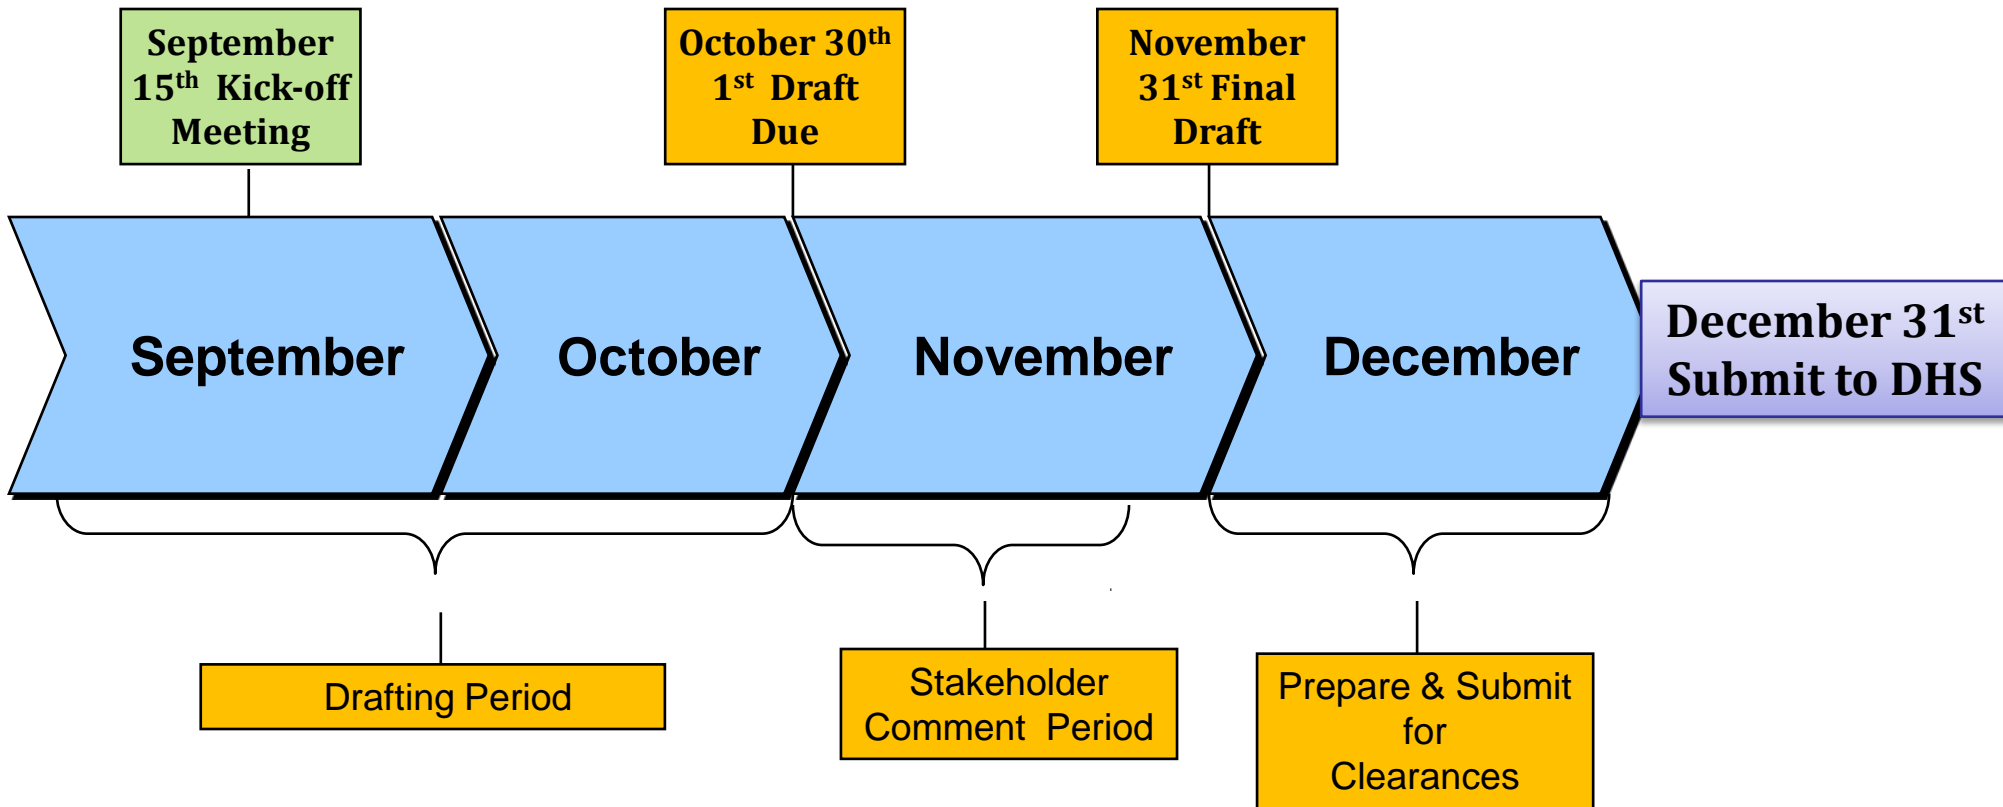 September
15th Kick-off
Meeting
October 30th
1st Draft
Due
November
31st Final
Draft
September
October
November
December
December 31st
Submit to DHS
Drafting Period
Stakeholder
Comment Period
Prepare & Submit
for
Clearances